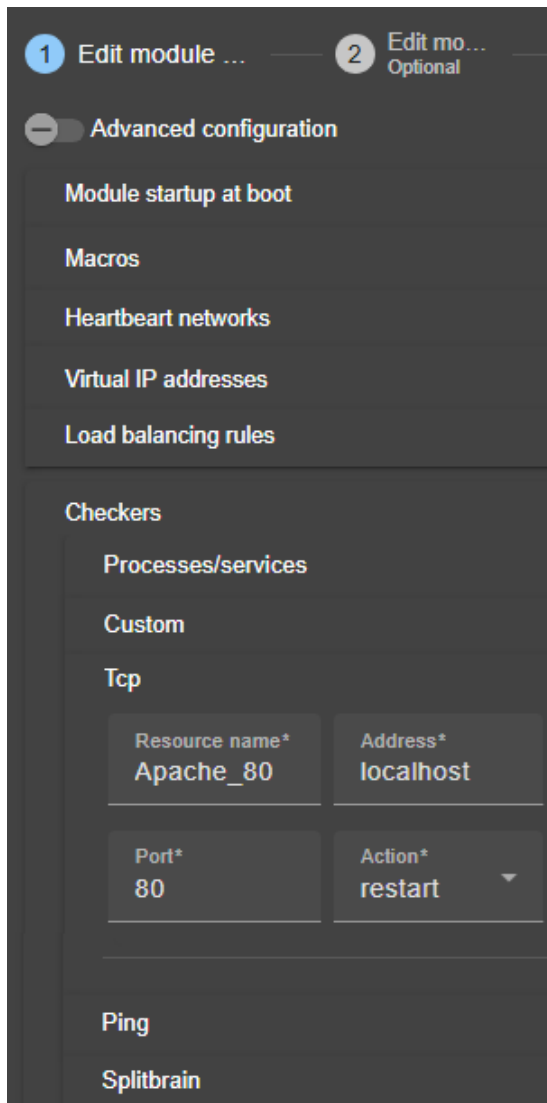 1 Edit module ... 2 Edit mo...
Optional
Advanced configuration
Module startup at boot
Macros
Heartbeart networks
Virtual IP addresses
Load balancing rules
Checkers
Processes/services
Custom
Tcp
Resource name* Address*
Apache_80 localhost
Port* Action*
80 restart
Ping
Splitbrain